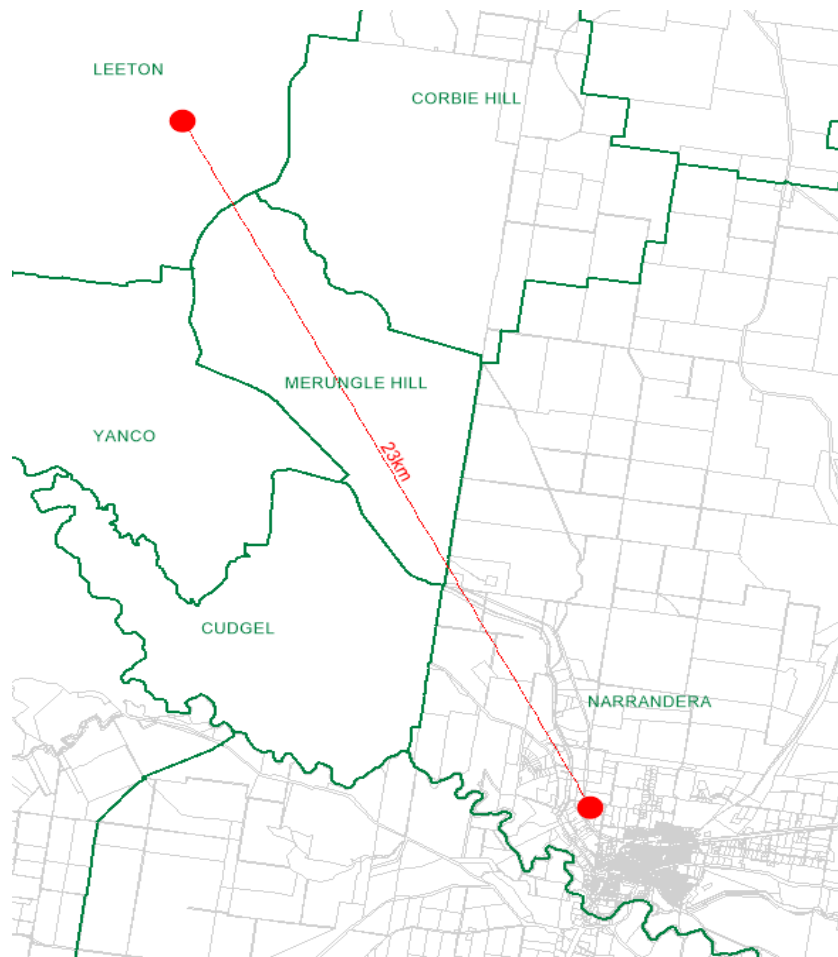 LEETON
CORBIE HILL
MERUNGLE HILL
YANCO
23km
CUDGEL
NARRANDERA